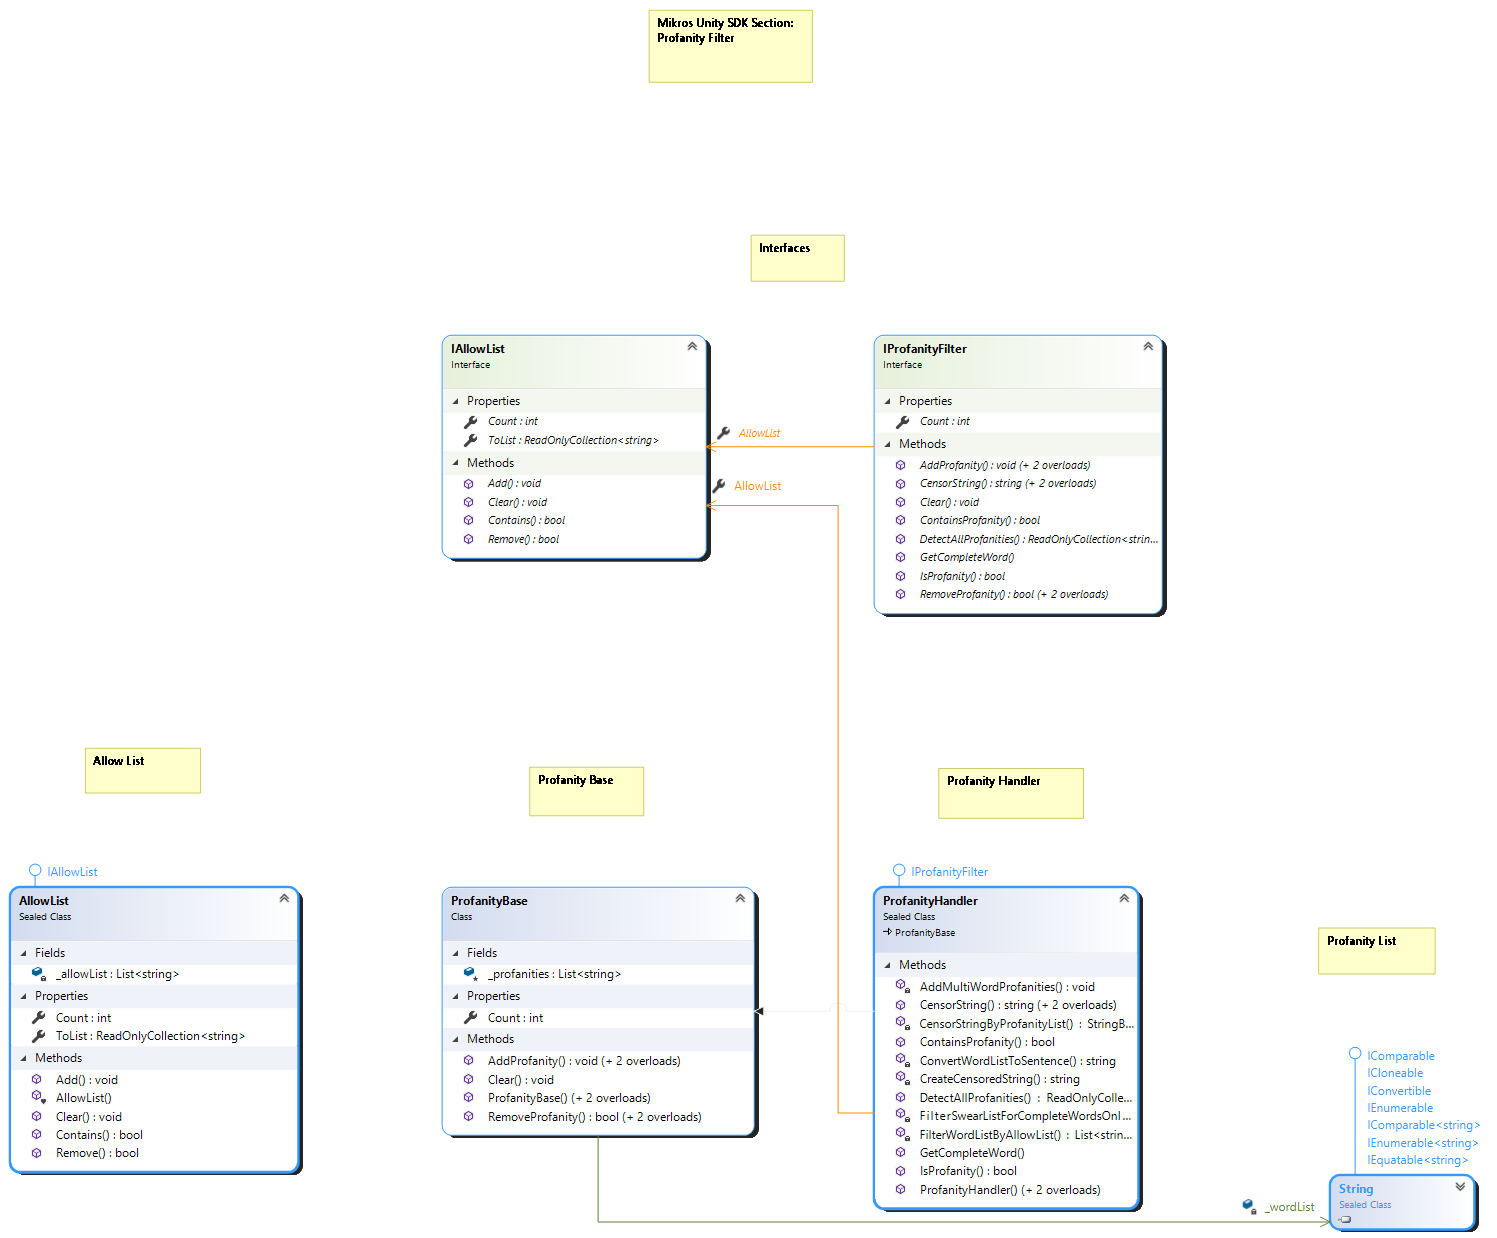 Mikros Unity SDK Section:
Profanity Filter
Interfaces
IAllowList
Interface
Properties
Count : int
ToList : ReadOnlyCollection<string>
Methods
Add() : void
Clear() : void
Contains() : bool
Remove() : bool
AllowList
AllowList
IProfanityFilter
Interface
Properties
Count : int
Methods
AddProfanity() : void (+ 2 overloads)
CensorString() : string (+ 2 overloads)
Clear() : void
ContainsProfanity() : bool
DetectAllProfanities() : ReadOnlyCollection<strin...
GetCompleteWord()
IsProfanity() : bool
RemoveProfanity() : bool (+ 2 overloads)
Allow List
Profanity Base
Profanity Handler
Profanity List
IAllowList
AllowList
Sealed Class
Fields
_allowList : List<string>
Properties
Count : int
ToList : ReadOnlyCollection<string>
Methods
Add() : void
AllowList()
Clear() : void
Contains() : bool
Remove() : bool
ProfanityBase
Class
Fields
_profanities : List<string>
Properties
Count : int
Methods
AddProfanity() : void (+ 2 overloads)
Clear() : void
ProfanityBase() (+ 2 overloads)
RemoveProfanity() : bool (+ 2 overloads)
IProfanityFilter
ProfanityHandler
Sealed Class
ProfanityBase
Methods
AddMultiWordProfanities() : void
CensorString() : string (+ 2 overloads)
CensorStringByProfanityList() : StringB...
ContainsProfanity() : bool
ConvertWordListToSentence() : string
CreateCensoredString() : string
DetectAllProfanities() : ReadOnlyColle...
FilterSwearListForCompleteWordsOnl...
FilterWordListByAllowList() : List<strin...
GetCompleteWord()
IsProfanity() : bool
ProfanityHandler() (+ 2 overloads)
IComparable
ICloneable
IConvertible
IEnumerable
IComparable<string>
IEnumerable<string>
IEquatable<string>
_wordList
String
Sealed Class